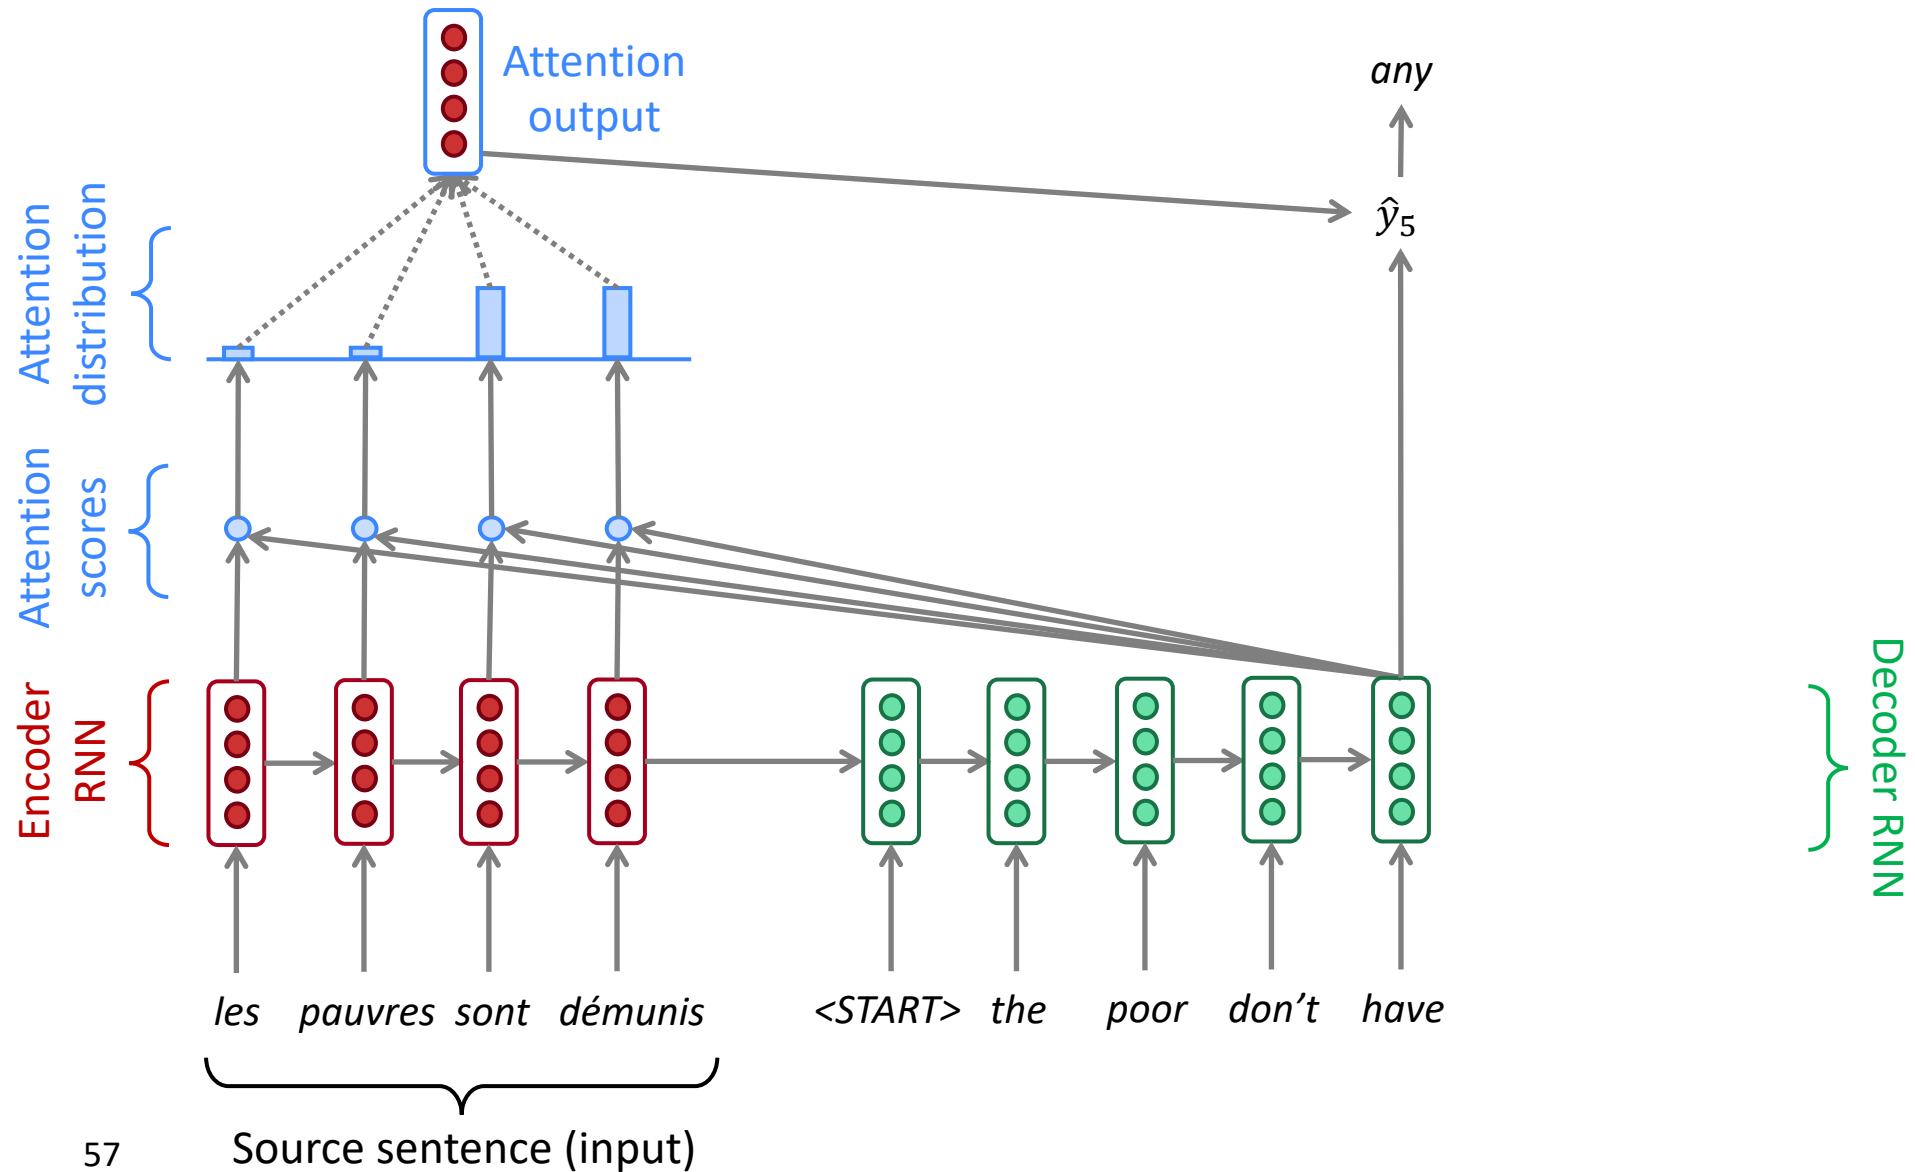 Attention
output
any
Attention
distribution
ŷ₅
Attention
scores
Encoder
RNN
Decoder RNN
les pauvres sont démunis <START> the poor don't have
Source sentence (input)
57